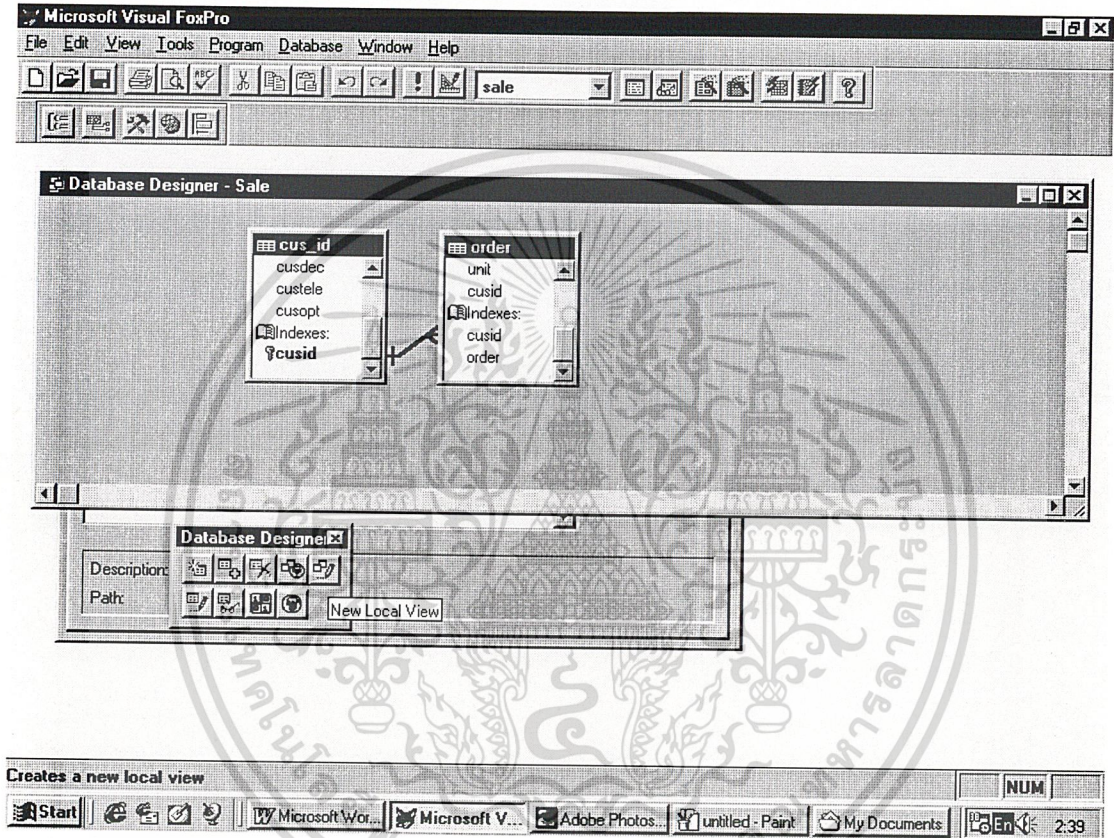 Microsoft Visual FoxPro
File Edit View Tools Program Database Window Help
sale
Database Designer - Sale
cus_id
cusdec
custele
cusopt
Indexes:
cusid
order
unit
cusid
Indexes:
cusid
order
Database Designer
Description:
Path:
New Local View
Creates a new local view
NUM
Start
Microsoft Wor...
Microsoft V...
Adobe Photos...
untitled - Paint
My Documents
En
2:39